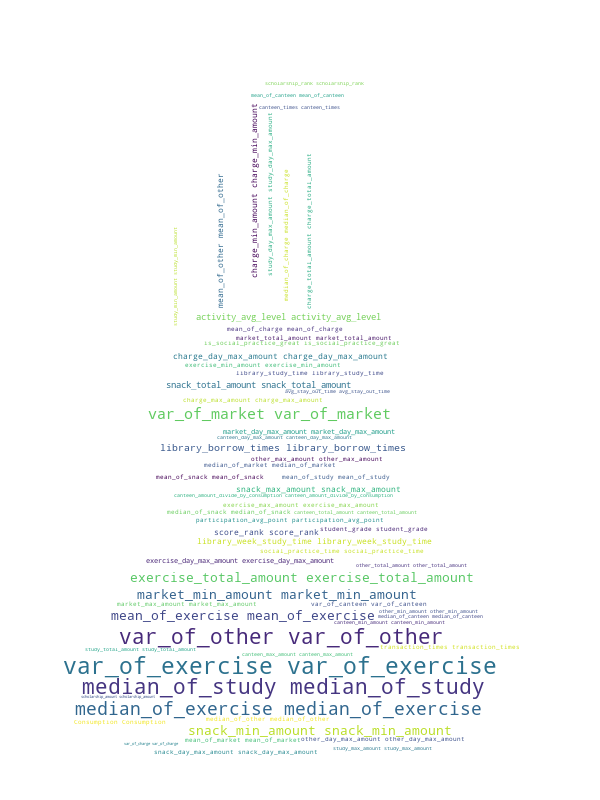 scholarship_rank scholarship_rank
mean_of_canteen mean_of_canteen
canteen_times canteen_times
charge_min_amount charge_min_amount
study_day_max_amount study_day_max_amount
charge_total_amount charge_total_amount
median_of_charge median_of_charge
mean_of_other mean_of_other
study_min_amount study_min_amount
activity_avg_level activity_avg_level
mean_of_charge mean_of_charge
market_total_amount market_total_amount
is_social_practice_great is_social_practice_great
charge_day_max_amount charge_day_max_amount
exercise_min_amount exercise_min_amount
library_study_time library_study_time
snack_total_amount snack_total_amount
avg_stay_out_time avg_stay_out_time
charge_max_amount charge_max_amount
var_of_market var_of_market
market_day_max_amount market_day_max_amount
canteen_day_max_amount canteen_day_max_amount
library_borrow_times library_borrow_times
other_max_amount other_max_amount
median_of_market median_of_market
mean_of_snack mean_of_snack
mean_of_study mean_of_study
snack_max_amount snack_max_amount
canteen_amount_divide_by_consumption canteen_amount_divide_by_consumption
exercise_max_amount exercise_max_amount
median_of_snack median_of_snack
canteen_total_amount canteen_total_amount
participation_avg_point participation_avg_point
student_grade student_grade
score_rank score_rank
library_week_study_time library_week_study_time
social_practice_time social_practice_time
exercise_day_max_amount exercise_day_max_amount
other_total_amount other_total_amount
exercise_total_amount exercise_total_amount
market_min_amount market_min_amount
market_max_amount market_max_amount
var_of_canteen var_of_canteen
other_min_amount other_min_amount
mean_of_exercise mean_of_exercise
median_of_canteen median_of_canteen
canteen_min_amount canteen_min_amount
var_of_other var_of_other
transaction_times transaction_times
study_total_amount study_total_amount
canteen_max_amount canteen_max_amount
var_of_exercise var_of_exercise
median_of_study median_of_study
scholarship_amount scholarship_amount
median_of_exercise median_of_exercise
Consumption Consumption
median_of_other median_of_other
snack_min_amount snack_min_amount
mean_of_market mean_of_market
other_day_max_amount other_day_max_amount
var_of_charge var_of_charge
study_max_amount study_max_amount
snack_day_max_amount snack_day_max_amount